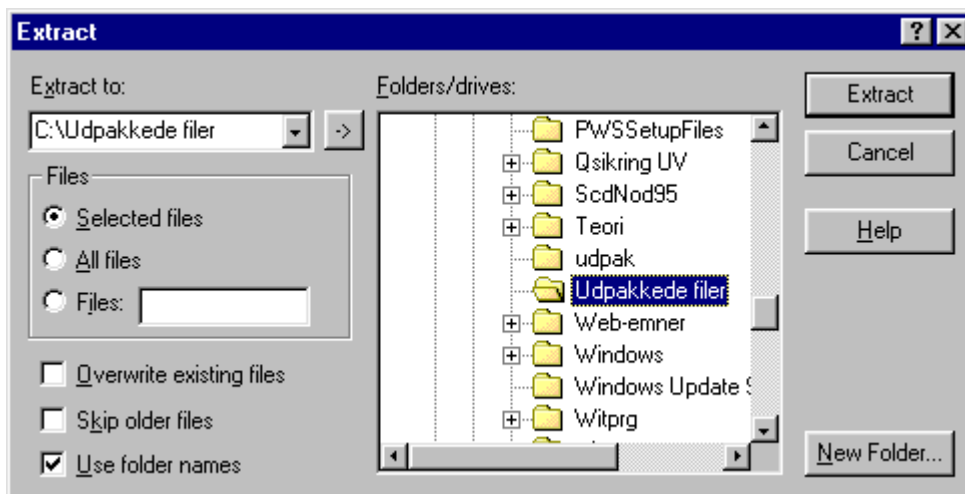 Extract
Extract to:
C:\Udpakkede filer
->
Files
Selected files
All files
Files:
Overwrite existing files
Skip older files
Use folder names
Folders/drives:
PWSSetupFiles
Qsikring UV
ScdNod95
Teori
udpak
Udpakkede filer
Web-emner
Windows
Windows Update
Witprg
Extract
Cancel
Help
New Folder...